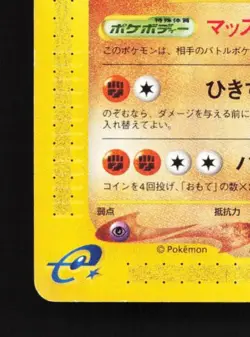 特殊体質
ポケボディー マッス
このポケモンは、相手のバトルポケ
ひきず
のぞむなら、ダメージを与える前に
入れ替えてよい。
コインを4回投げ、「おもて」の数×
弱点 抵抗力
e
© Pokémon